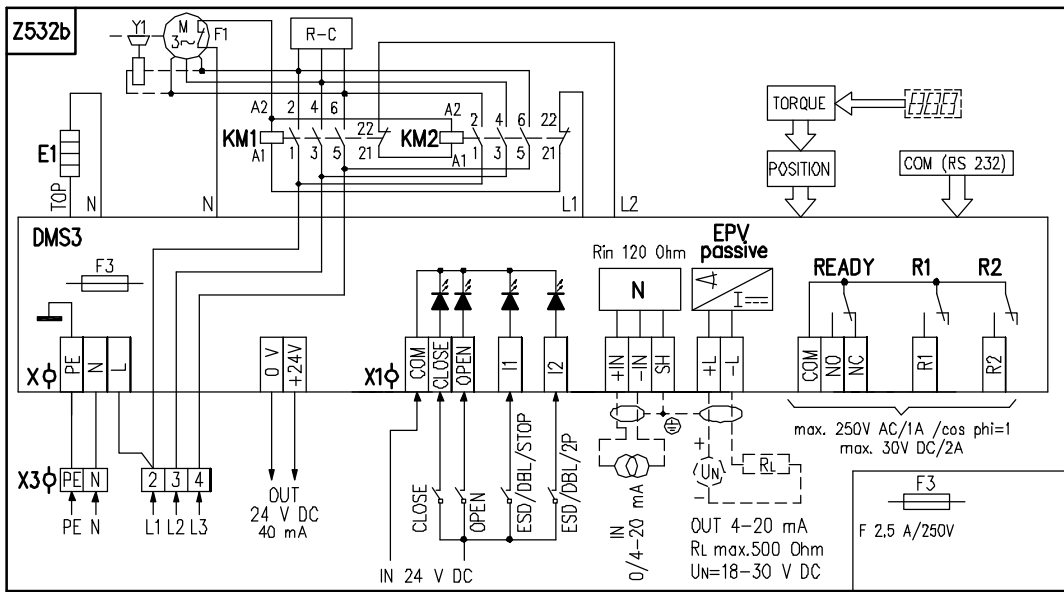 Z532b
Y1
M
3~
F1
R-C
A2 2 4 6
KM1
22
A1 1 3 5
21
A2
2 4 6
22
KM2
A1
1 3 5
21
E1
TOP
N
N
L1
L2
TORQUE
POSITION
COM (RS 232)
DMS3
F3
Rin 120 Ohm
N
EPV
passive
READY R1 R2
X
PE
N
L
0 V
+24V
X1
COM
CLOSE
OPEN
I1
I2
+IN
-IN
SH
+L
-L
COM
NO
NC
R1
R2
max. 250V AC/1A /cos phi=1
max. 30V DC/2A
X3
PE N
2 3 4
PE N
L1 L2 L3
OUT
24 V DC
40 mA
CLOSE
OPEN
ESD/DBL/STOP
ESD/DBL/2P
IN 24 V DC
IN
0/4-20 mA
+
UN
-
RL
OUT 4-20 mA
RL max.500 Ohm
UN=18-30 V DC
F3
F 2,5 A/250V